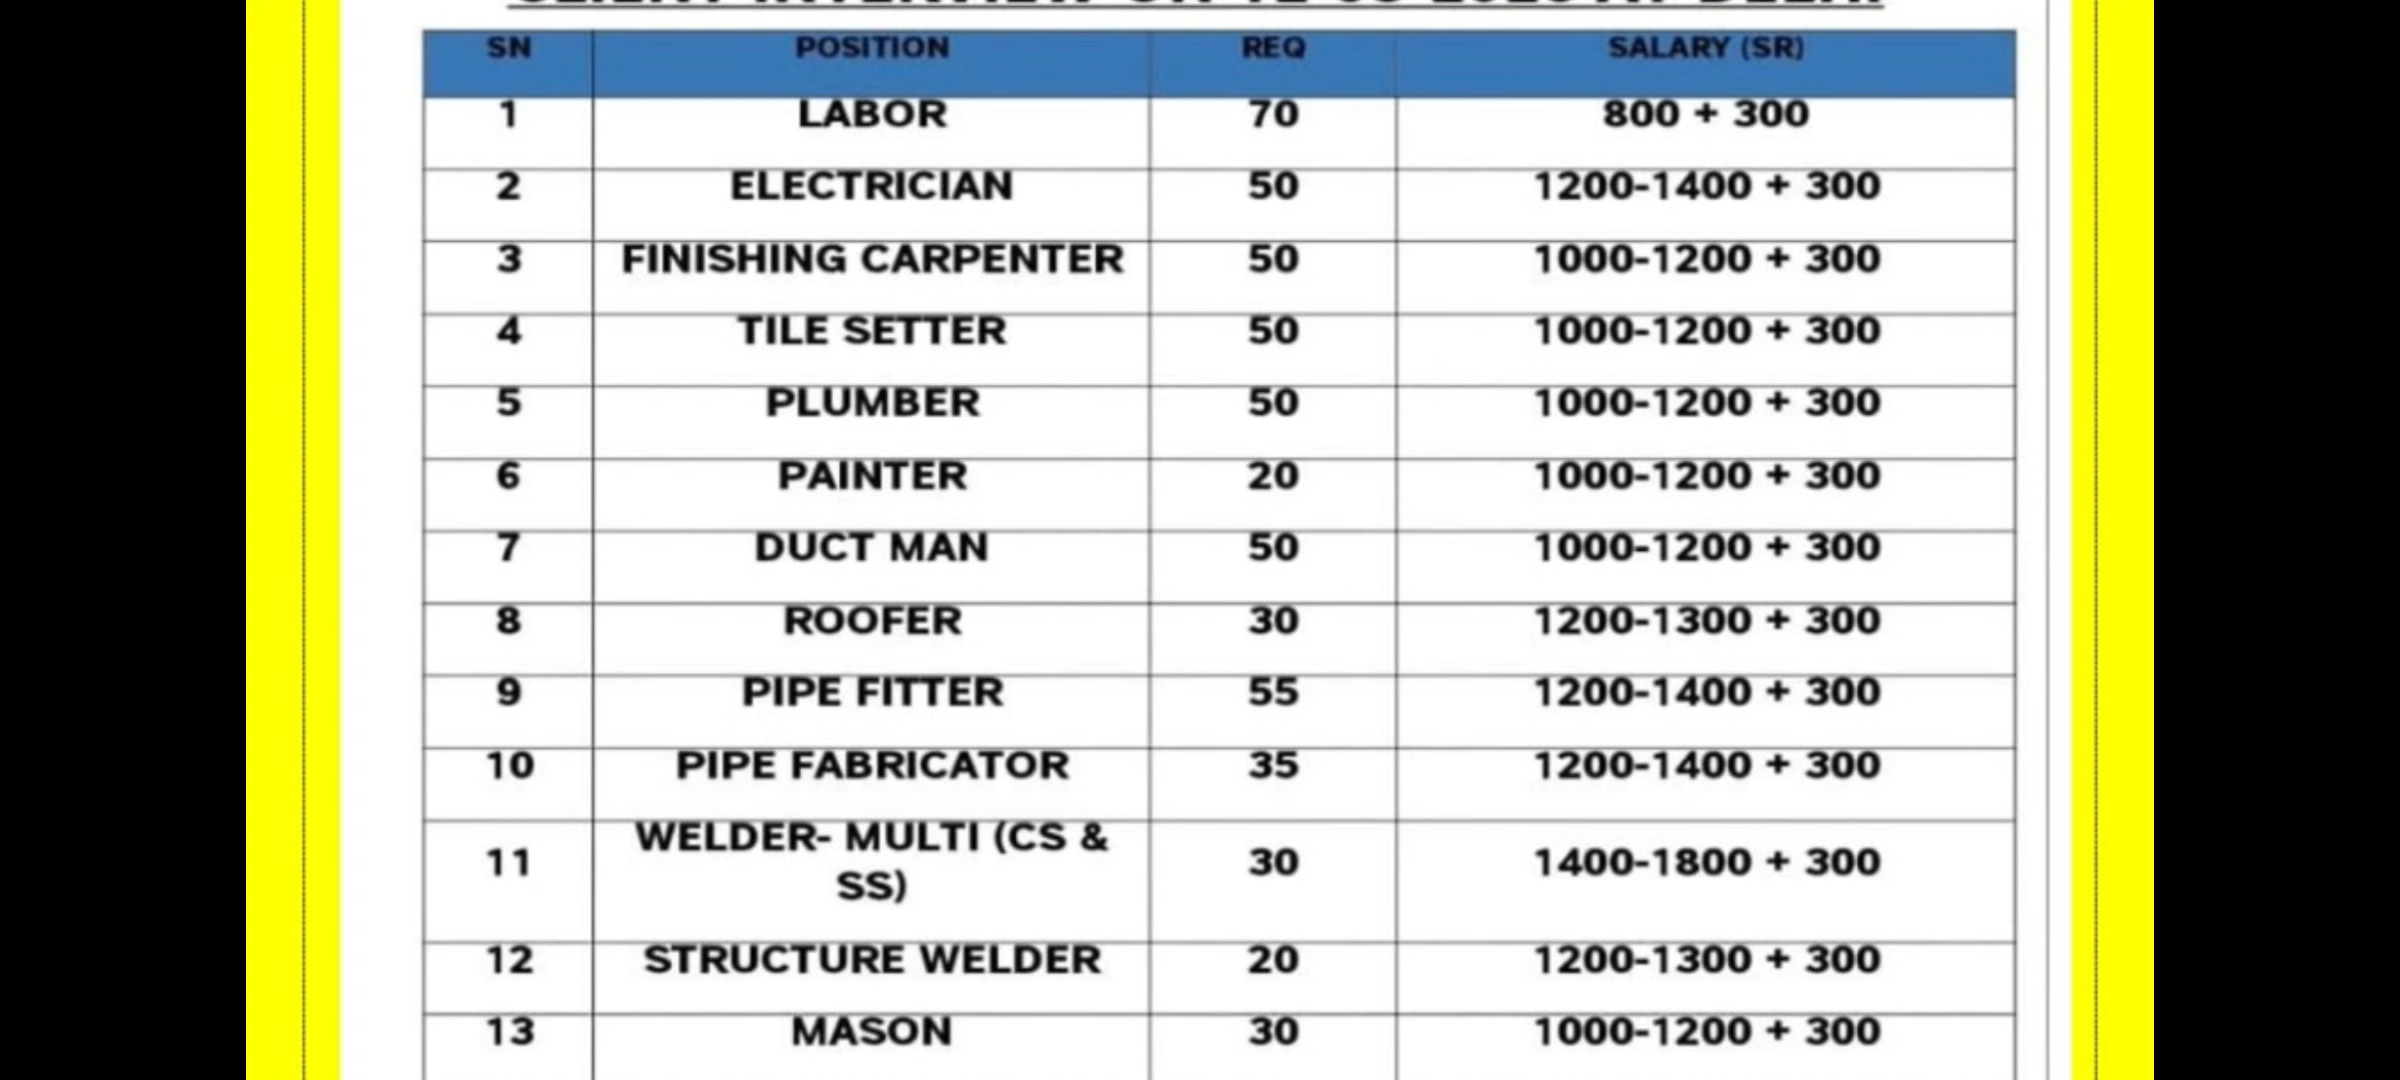 SN POSITION REQ SALARY (SR)
1 LABOR 70 800 + 300
2 ELECTRICIAN 50 1200-1400 + 300
3 FINISHING CARPENTER 50 1000-1200 + 300
4 TILE SETTER 50 1000-1200 + 300
5 PLUMBER 50 1000-1200 + 300
6 PAINTER 20 1000-1200 + 300
7 DUCT MAN 50 1000-1200 + 300
8 ROOFER 30 1200-1300 + 300
9 PIPE FITTER 55 1200-1400 + 300
10 PIPE FABRICATOR 35 1200-1400 + 300
11 WELDER- MULTI (CS &
SS) 30 1400-1800 + 300
12 STRUCTURE WELDER 20 1200-1300 + 300
13 MASON 30 1000-1200 + 300